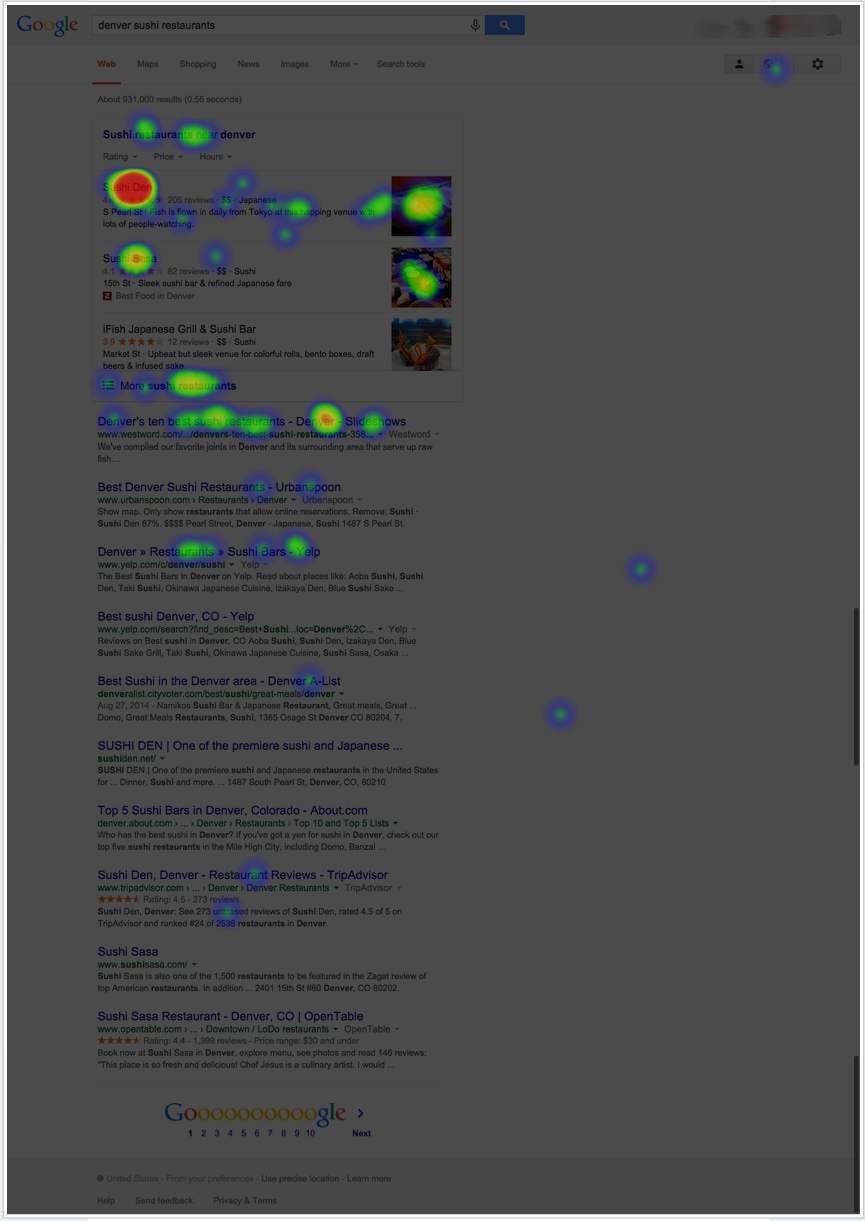 Google denver sushi restaurants
Web Maps Shopping News Images More Search tools
About 931,000 results (0.56 seconds)
Sushi restaurants near denver
Rating Price Hours
Sushi Den
206 reviews · $$ · Japanese
S Pearl St · Fish is flown in daily from Tokyo at this hopping venue with
lots of people-watching.
Sushi Sasa
4.1 82 reviews · $$ · Sushi
15th St · Sleek sushi bar & refined Japanese fare
Z Best Food in Denver
iFish Japanese Grill & Sushi Bar
3.9 12 reviews · $$ · Sushi
Market St · Upbeat but sleek venue for colorful rolls, bento boxes, draft
beers & infused sake.
More sushi restaurants
Denver's ten best sushi restaurants - Denver - Slideshows
www.westword.com/.../denvers-ten-best-sushi-restaurants-358... Westword
We've compiled our favorite joints in Denver and its surrounding area that serve up raw
fish....
Best Denver Sushi Restaurants - Urbanspoon
www.urbanspoon.com › Restaurants › Denver Urbanspoon
Show map. Only show restaurants that allow online reservations. Remove: Sushi ·
Sushi Den 87%. $$$$ Pearl Street, Denver - Japanese, Sushi 1487 S Pearl St.
Denver » Restaurants » Sushi Bars - Yelp
www.yelp.com/c/denver/sushi Yelp
The Best Sushi Bars in Denver on Yelp. Read about places like: Aoba Sushi, Sushi
Den, Taki Sushi, Okinawa Japanese Cuisine, Izakaya Den, Blue Sushi Sake ...
Best sushi Denver, CO - Yelp
www.yelp.com/search?find_desc=Best+Sushi...loc=Denver%2C... Yelp
Reviews on Best sushi in Denver, CO Aoba Sushi, Sushi Den, Izakaya Den, Blue
Sushi Sake Grill, Taki Sushi, Okinawa Japanese Cuisine, Sushi Sasa, Osaka ...
Best Sushi in the Denver area - Denver A-List
denveralist.cityvoter.com/best/sushi/great-meals/denver
Aug 27, 2014 - Namikos Sushi Bar & Japanese Restaurant, Great meals, Great ...
Domo, Great Meals Restaurants, Sushi, 1365 Osage St Denver CO 80204. 7.
SUSHI DEN | One of the premiere sushi and Japanese ...
sushiden.net/
SUSHI DEN | One of the premiere sushi and Japanese restaurants in the United States
for ... Dinner, Sushi and more. ... 1487 South Pearl St, Denver, CO, 80210
Top 5 Sushi Bars in Denver, Colorado - About.com
denver.about.com › ... › Denver › Restaurants › Top 10 and Top 5 Lists
Who has the best sushi in Denver? If you've got a yen for sushi in Denver, check out our
top five sushi restaurants in the Mile High City, including Domo, Banzai ...
Sushi Den, Denver - Restaurant Reviews - TripAdvisor
www.tripadvisor.com › ... › Denver › Denver Restaurants TripAdvisor
Rating: 4.5 - 273 reviews
Sushi Den, Denver: See 273 unbiased reviews of Sushi Den, rated 4.5 of 5 on
TripAdvisor and ranked #24 of 2538 restaurants in Denver.
Sushi Sasa
www.sushisasa.com/
Sushi Sasa is also one of the 1,500 restaurants to be featured in the Zagat review of
top American restaurants. In addition ... 2401 15th St #80 Denver, CO 80202.
Sushi Sasa Restaurant - Denver, CO | OpenTable
www.opentable.com › ... › Downtown / LoDo restaurants OpenTable
Rating: 4.4 - 1,399 reviews - Price range: $30 and under
Book now at Sushi Sasa in Denver, explore menu, see photos and read 146 reviews:
"This place is so fresh and delicious! Chef Jesus is a culinary artist. I would ...
Goooooooooogle
1 2 3 4 5 6 7 8 9 10 Next
United States - From your preferences - Use precise location - Learn more
Help Send feedback Privacy & Terms